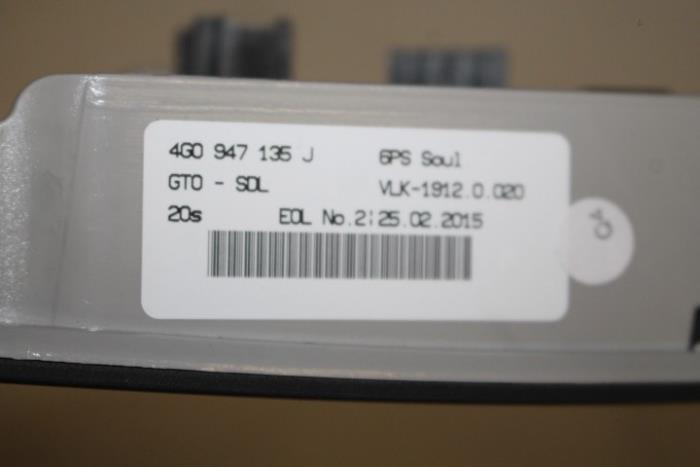 4G0 947 135 J 6PS Soul
GTO - SDL VLK-1912.0.020
20s EOL No.2:25.02.2015